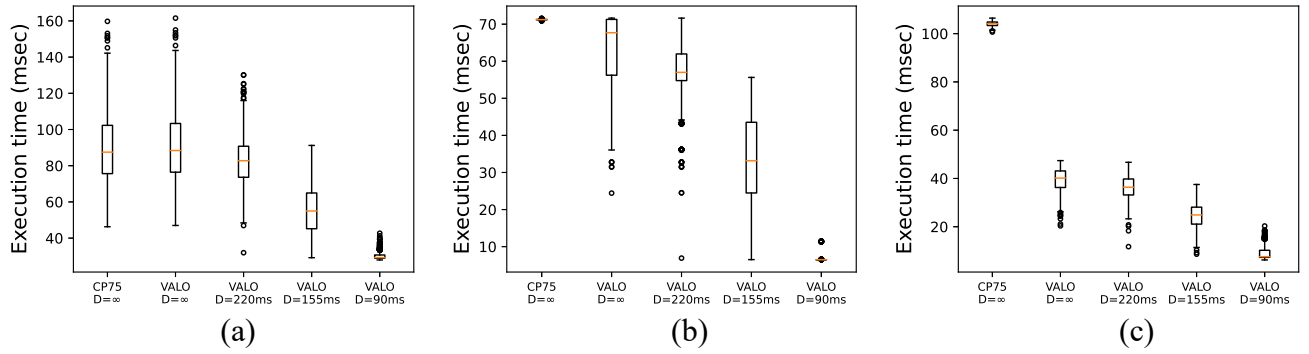 Execution time (msec)
160
140
120
100
80
60
40
CP75
D=∞
VALO
D=∞
VALO
D=220ms
VALO
D=155ms
VALO
D=90ms
(a)
Execution time (msec)
70
60
50
40
30
20
10
CP75
D=∞
VALO
D=∞
VALO
D=220ms
VALO
D=155ms
VALO
D=90ms
(b)
Execution time (msec)
100
80
60
40
20
CP75
D=∞
VALO
D=∞
VALO
D=220ms
VALO
D=155ms
VALO
D=90ms
(c)